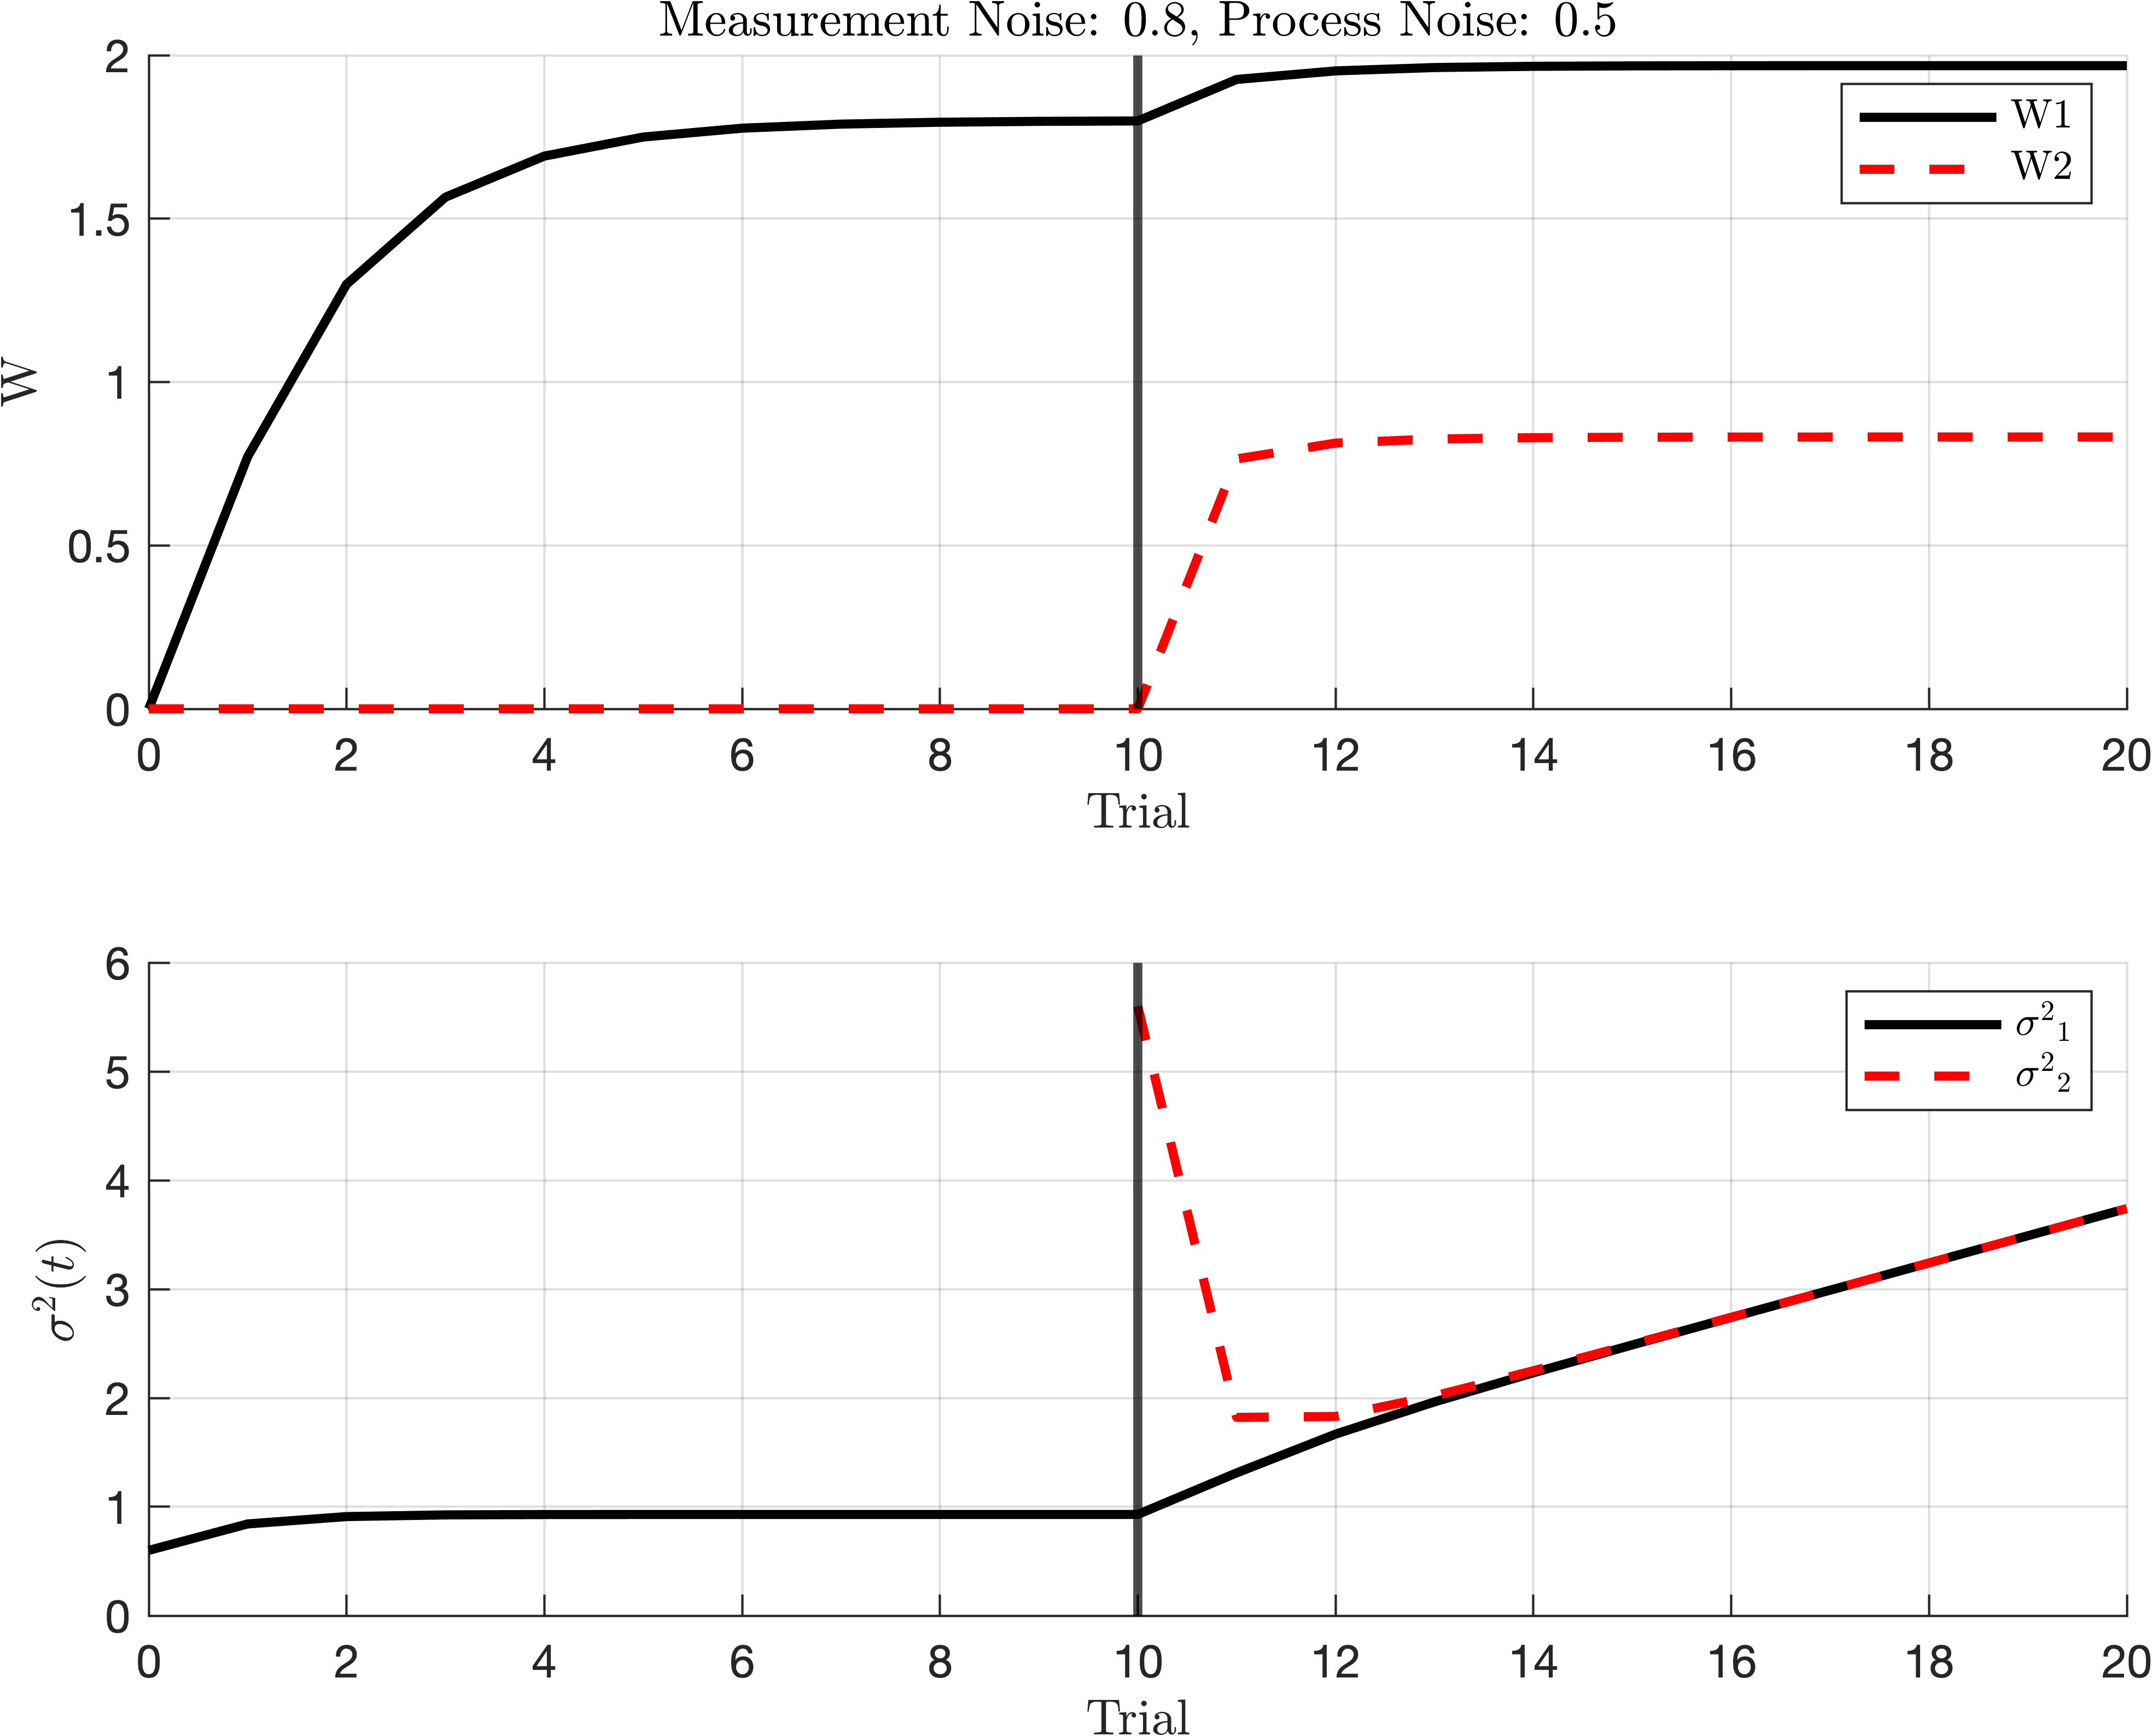 Measurement Noise: 0.8, Process Noise: 0.5
2
1.5
1
0.5
0
W
W1
W2
0 2 4 6 8 10 12 14 16 18 20
Trial
6
5
4
3
2
1
0
σ²(t)
σ²₁
σ²₂
0 2 4 6 8 10 12 14 16 18 20
Trial